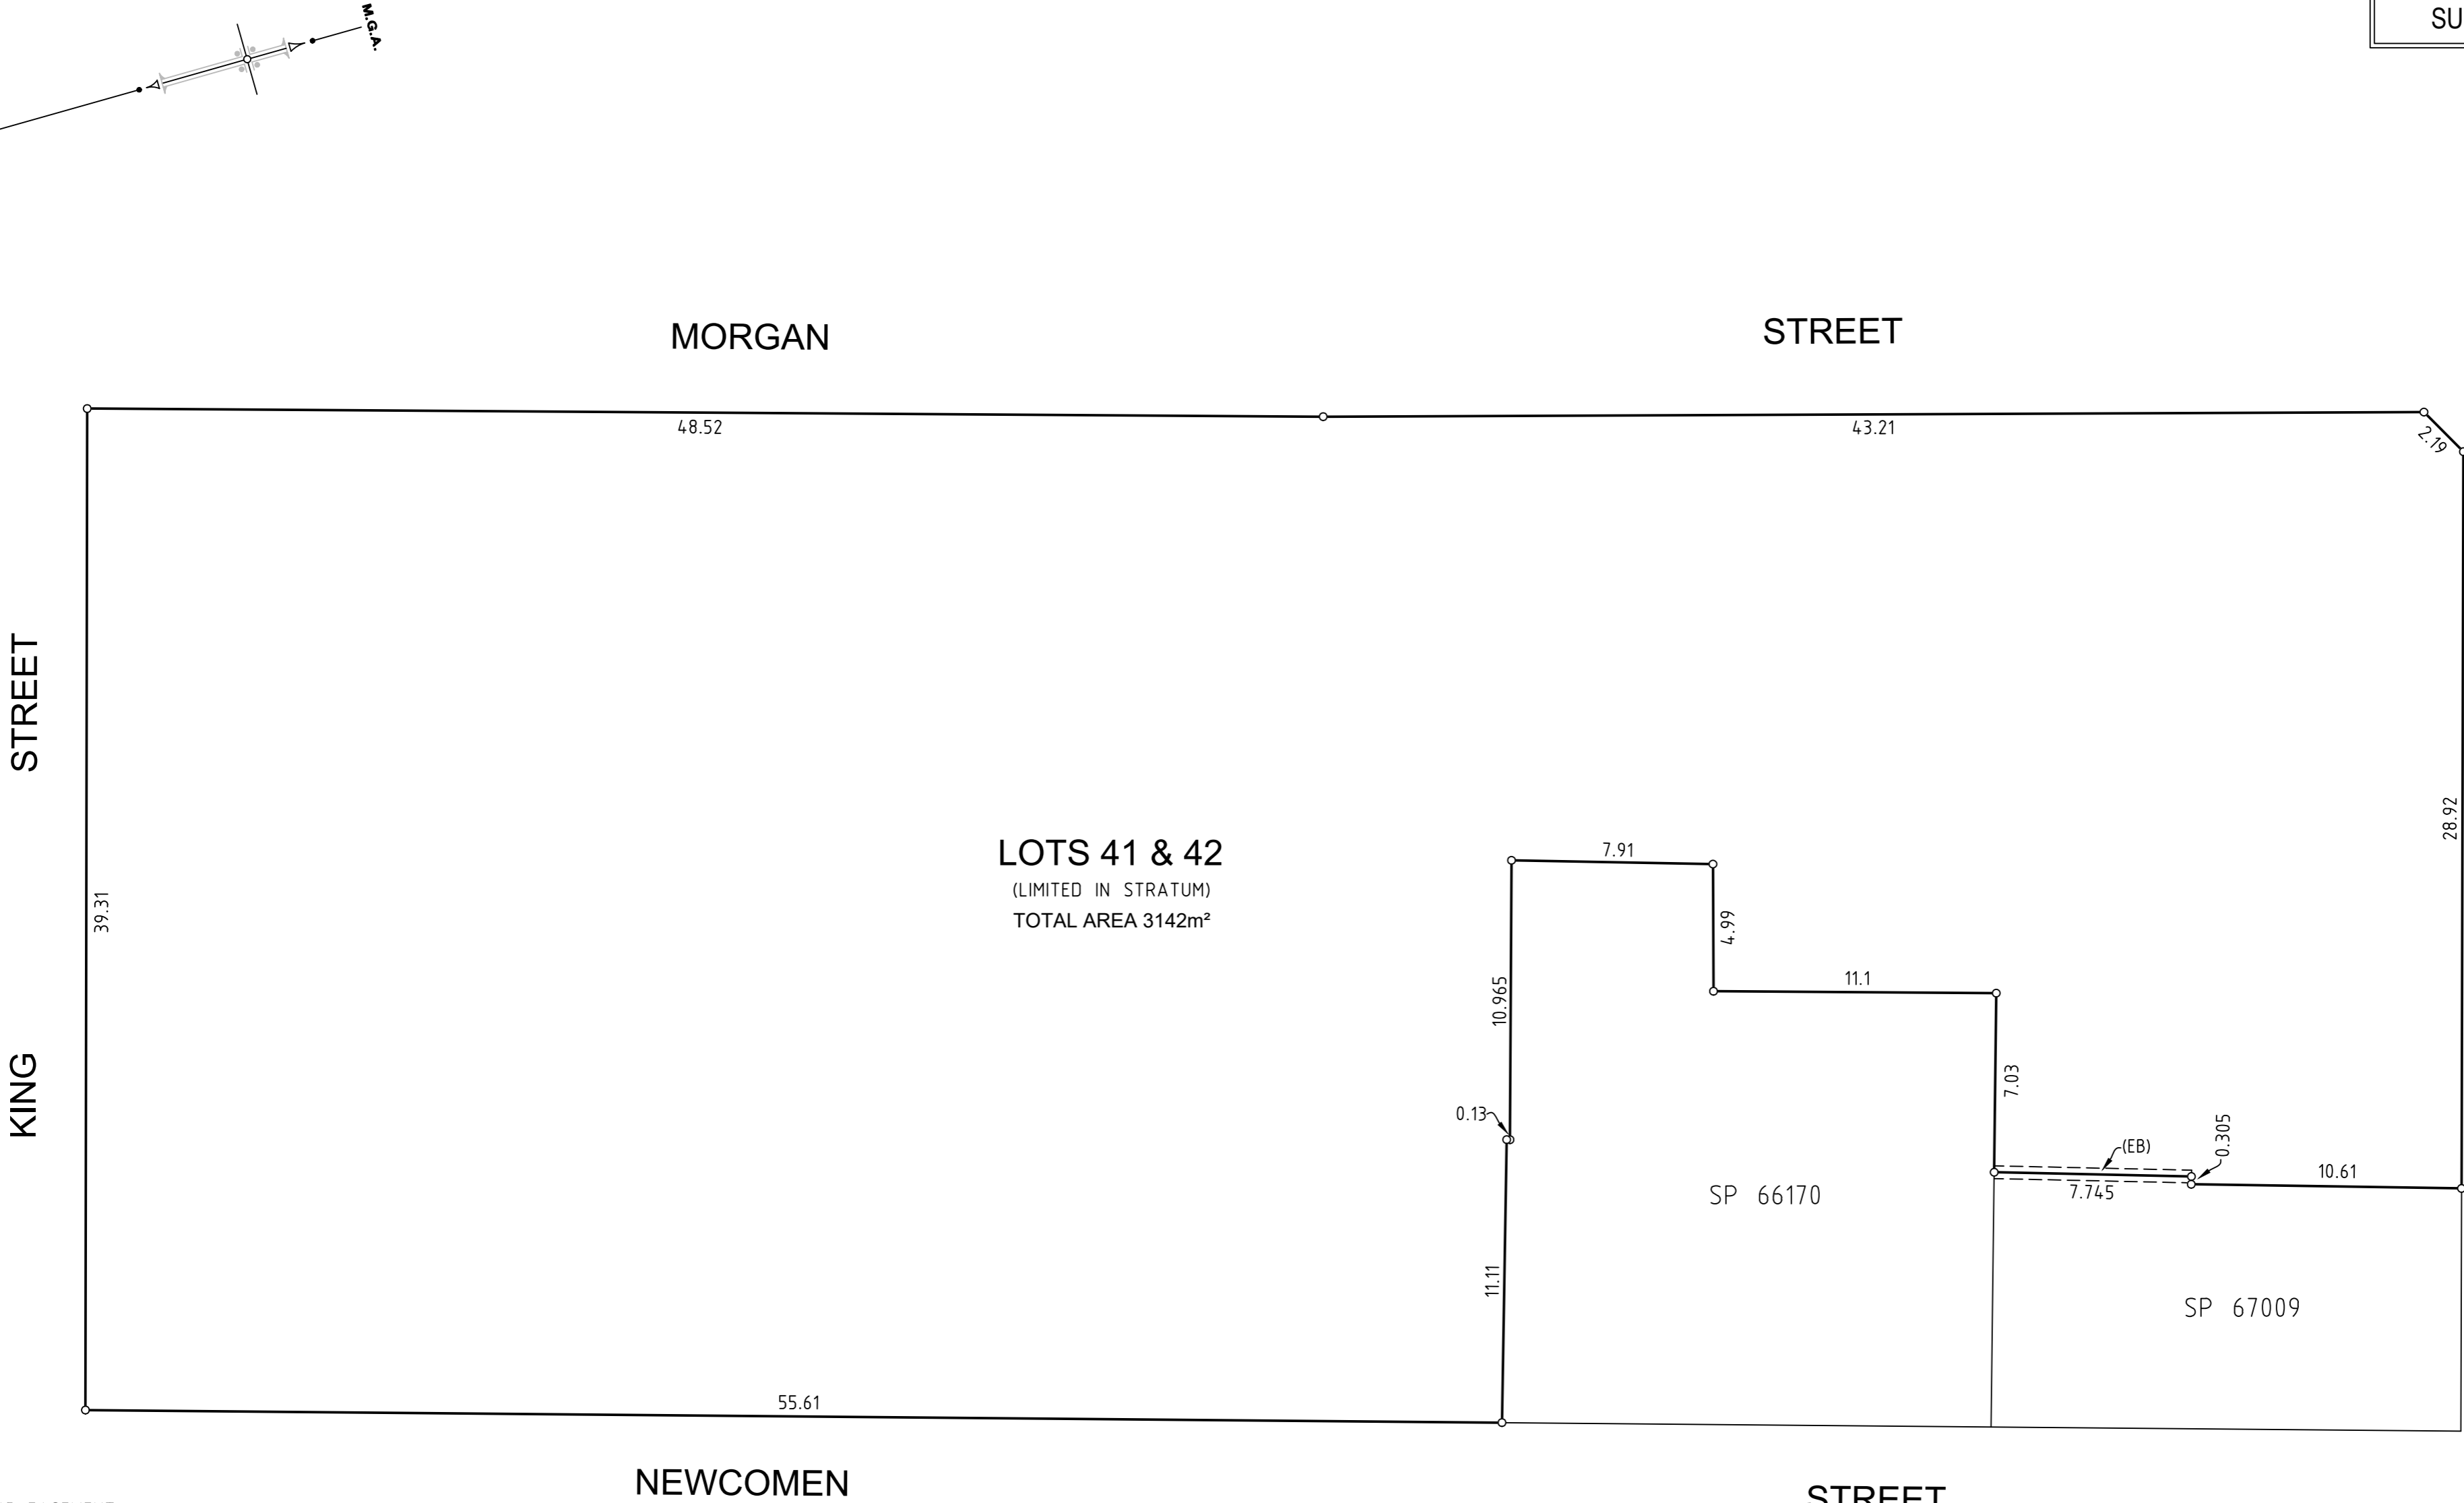 M.G.A.
SU
MORGAN STREET
48.52
43.21
2.19
STREET
KING
39.31
28.92
LOTS 41 & 42
(LIMITED IN STRATUM)
TOTAL AREA 3142m²
7.91
4.99
10.965
11.1
7.03
0.13
(EB)
0.305
10.61
7.745
SP 66170
11.11
SP 67009
55.61
NEWCOMEN STREET